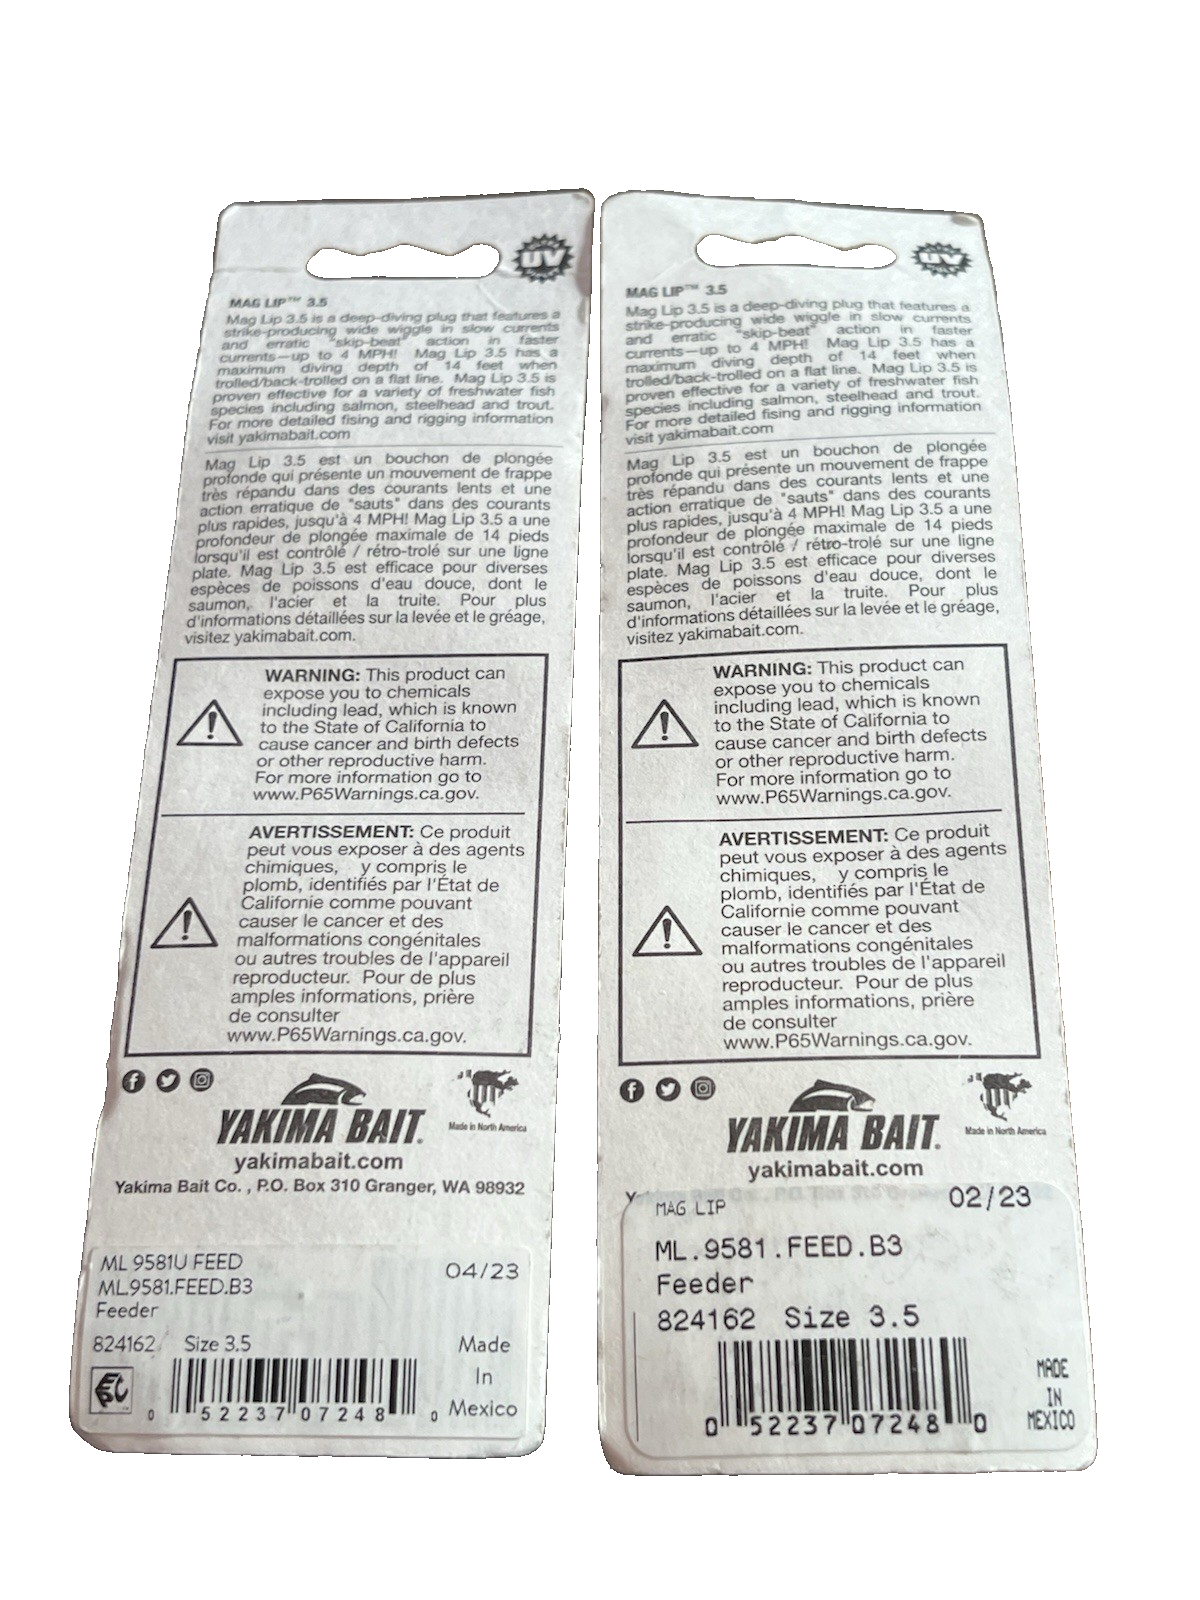 UV
MAG LIP™ 3.5
Mag Lip 3.5 is a deep-diving plug that features a
strike-producing wide wiggle in slow currents
and erratic "skip-beat" action in faster
currents—up to 4 MPH! Mag Lip 3.5 has a
maximum diving depth of 14 feet when
trolled/back-trolled on a flat line. Mag Lip 3.5 is
proven effective for a variety of freshwater fish
species including salmon, steelhead and trout.
For more detailed fising and rigging information
visit yakimabait.com
Mag Lip 3.5 est un bouchon de plongée
profonde qui présente un mouvement de frappe
très répandu dans des courants lents et une
action erratique de "sauts" dans des courants
plus rapides, jusqu'à 4 MPH! Mag Lip 3.5 a une
profondeur de plongée maximale de 14 pieds
lorsqu'il est contrôlé / rétro-trolé sur une ligne
plate. Mag Lip 3.5 est efficace pour diverses
espèces de poissons d'eau douce, dont le
saumon, l'acier et la truite. Pour plus
d'informations détaillées sur la levée et le gréage,
visitez yakimabait.com.
WARNING: This product can
expose you to chemicals
including lead, which is known
to the State of California to
cause cancer and birth defects
or other reproductive harm.
For more information go to
www.P65Warnings.ca.gov.
AVERTISSEMENT: Ce produit
peut vous exposer à des agents
chimiques, y compris le
plomb, identifiés par l'État de
Californie comme pouvant
causer le cancer et des
malformations congénitales
ou autres troubles de l'appareil
reproducteur. Pour de plus
amples informations, prière
de consulter
www.P65Warnings.ca.gov.
YAKIMA BAIT.
Made in North America
yakimabait.com
Yakima Bait Co. , P.O. Box 310 Granger, WA 98932
ML 9581U FEED
ML.9581.FEED.B3
04/23
Feeder
824162 Size 3.5
Made
In
Mexico
0 52237 07248 0
UV
MAG LIP™ 3.5
Mag Lip 3.5 is a deep-diving plug that features a
strike-producing wide wiggle in slow currents
and erratic "skip-beat" action in faster
currents—up to 4 MPH! Mag Lip 3.5 has a
maximum diving depth of 14 feet when
trolled/back-trolled on a flat line. Mag Lip 3.5 is
proven effective for a variety of freshwater fish
species including salmon, steelhead and trout.
For more detailed fising and rigging information
visit yakimabait.com
Mag Lip 3.5 est un bouchon de plongée
profonde qui présente un mouvement de frappe
très répandu dans des courants lents et une
action erratique de "sauts" dans des courants
plus rapides, jusqu'à 4 MPH! Mag Lip 3.5 a une
profondeur de plongée maximale de 14 pieds
lorsqu'il est contrôlé / rétro-trolé sur une ligne
plate. Mag Lip 3.5 est efficace pour diverses
espèces de poissons d'eau douce, dont le
saumon, l'acier et la truite. Pour plus
d'informations détaillées sur la levée et le gréage,
visitez yakimabait.com.
WARNING: This product can
expose you to chemicals
including lead, which is known
to the State of California to
cause cancer and birth defects
or other reproductive harm.
For more information go to
www.P65Warnings.ca.gov.
AVERTISSEMENT: Ce produit
peut vous exposer à des agents
chimiques, y compris le
plomb, identifiés par l'État de
Californie comme pouvant
causer le cancer et des
malformations congénitales
ou autres troubles de l'appareil
reproducteur. Pour de plus
amples informations, prière
de consulter
www.P65Warnings.ca.gov.
YAKIMA BAIT.
Made in North America
yakimabait.com
MAG LIP 02/23
ML.9581.FEED.B3
Feeder
824162 Size 3.5
MADE
IN
MEXICO
0 52237 07248 0